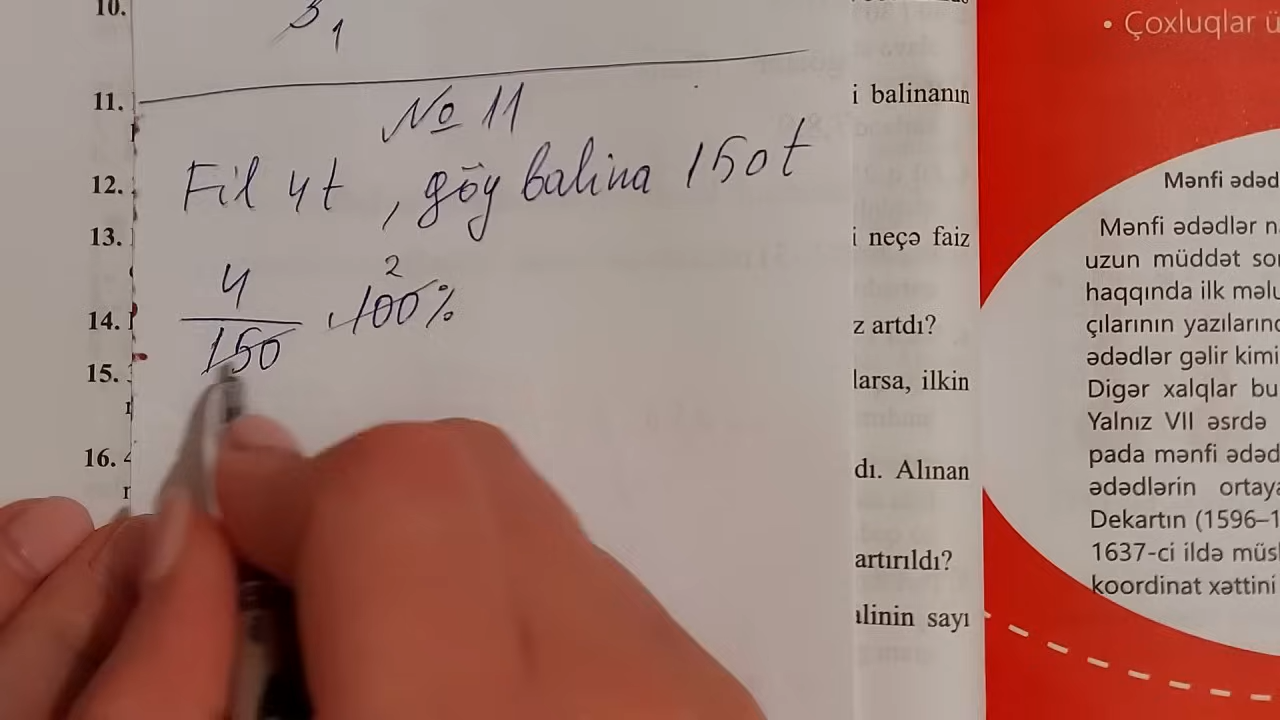 10.
3 1
11.
№ 11
12. Fil 4t, göy balina 150t
13.
4
2
150 · 100%
14.
15.
16. 4
i balinanın
i neçə faiz
z artdı?
larsa, ilkin
dı. Alınan
artırıldı?
alinin sayı
• Çoxluqlar ü
Mənfi ədəd
Mənfi ədədlər n
uzun müddət so
haqqında ilk məlu
çılarının yazılarınd
ədədlər gəlir kimi
Digər xalqlar bu
Yalnız VII əsrdə
pada mənfi ədəd
ədədlərin ortaya
Dekartın (1596–1
1637-ci ildə müs
koordinat xəttini